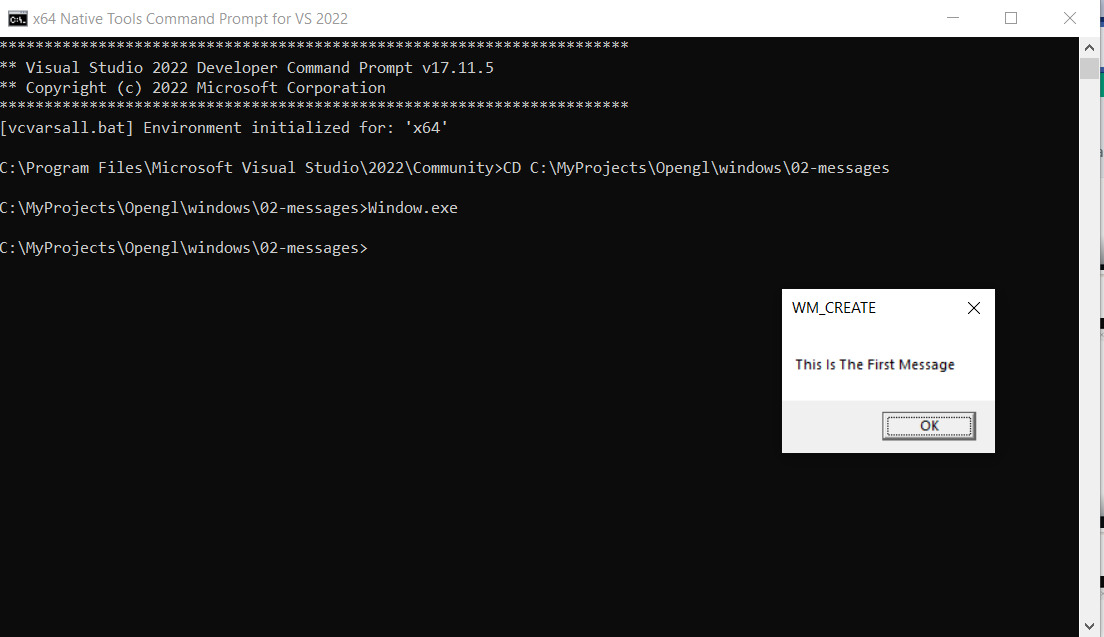 x64 Native Tools Command Prompt for VS 2022
**********************************************************************
** Visual Studio 2022 Developer Command Prompt v17.11.5
** Copyright (c) 2022 Microsoft Corporation
**********************************************************************
[vcvarsall.bat] Environment initialized for: 'x64'
C:\Program Files\Microsoft Visual Studio\2022\Community>CD C:\MyProjects\Opengl\windows\02-messages
C:\MyProjects\Opengl\windows\02-messages>Window.exe
C:\MyProjects\Opengl\windows\02-messages>
WM_CREATE
This Is The First Message
OK